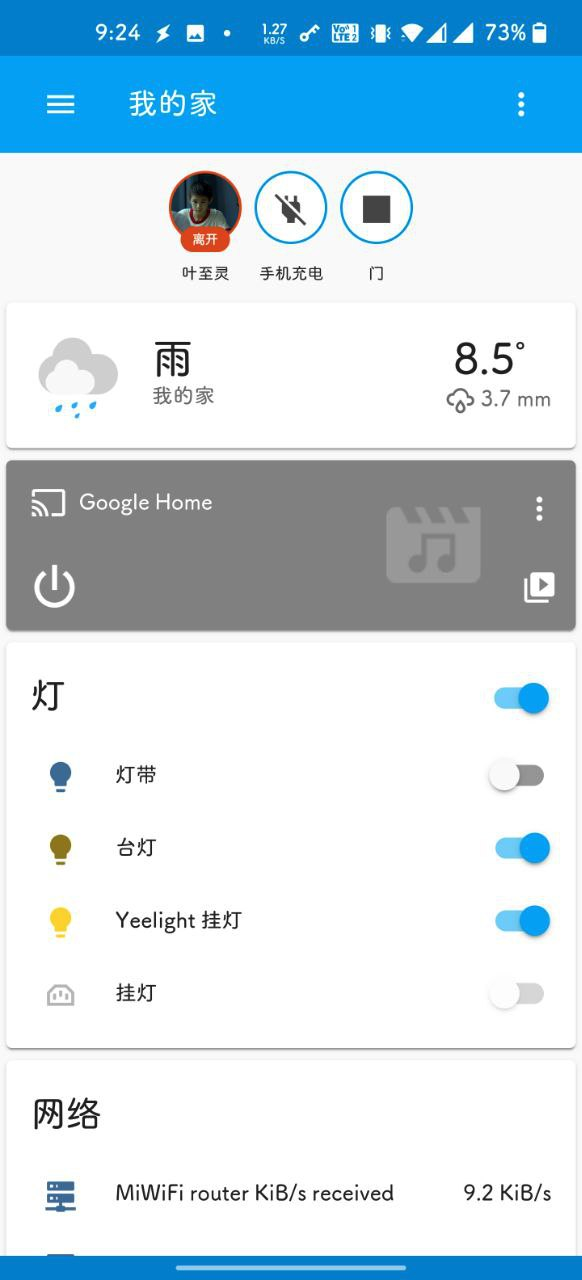 9:24
1.27
KB/S
Vo) 1
LTE 2
73%
我的家
离开
叶至灵
手机充电
门
雨
8.5°
我的家
3.7 mm
Google Home
灯
灯带
台灯
Yeelight 挂灯
挂灯
网络
MiWiFi router KiB/s received
9.2 KiB/s